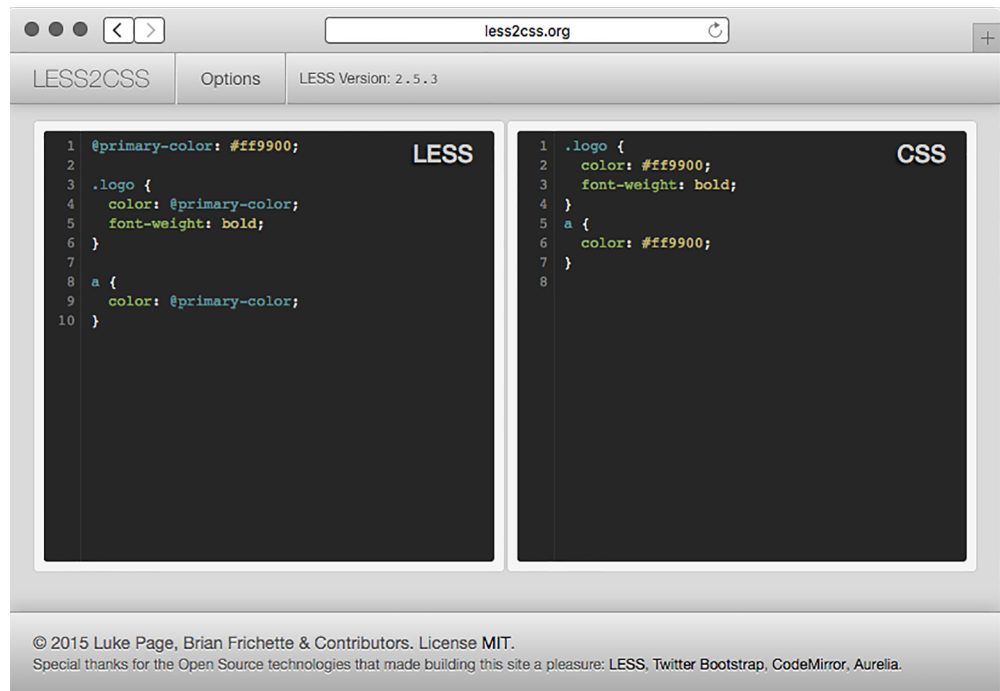 less2css.org
LESS2CSS
Options
LESS Version: 2.5.3
LESS
1 @primary-color: #ff9900;
2
3 .logo {
4   color: @primary-color;
5   font-weight: bold;
6 }
7
8 a {
9   color: @primary-color;
10 }
CSS
1 .logo {
2   color: #ff9900;
3   font-weight: bold;
4 }
5 a {
6   color: #ff9900;
7 }
8
© 2015 Luke Page, Brian Frichette & Contributors. License MIT.
Special thanks for the Open Source technologies that made building this site a pleasure: LESS, Twitter Bootstrap, CodeMirror, Aurelia.